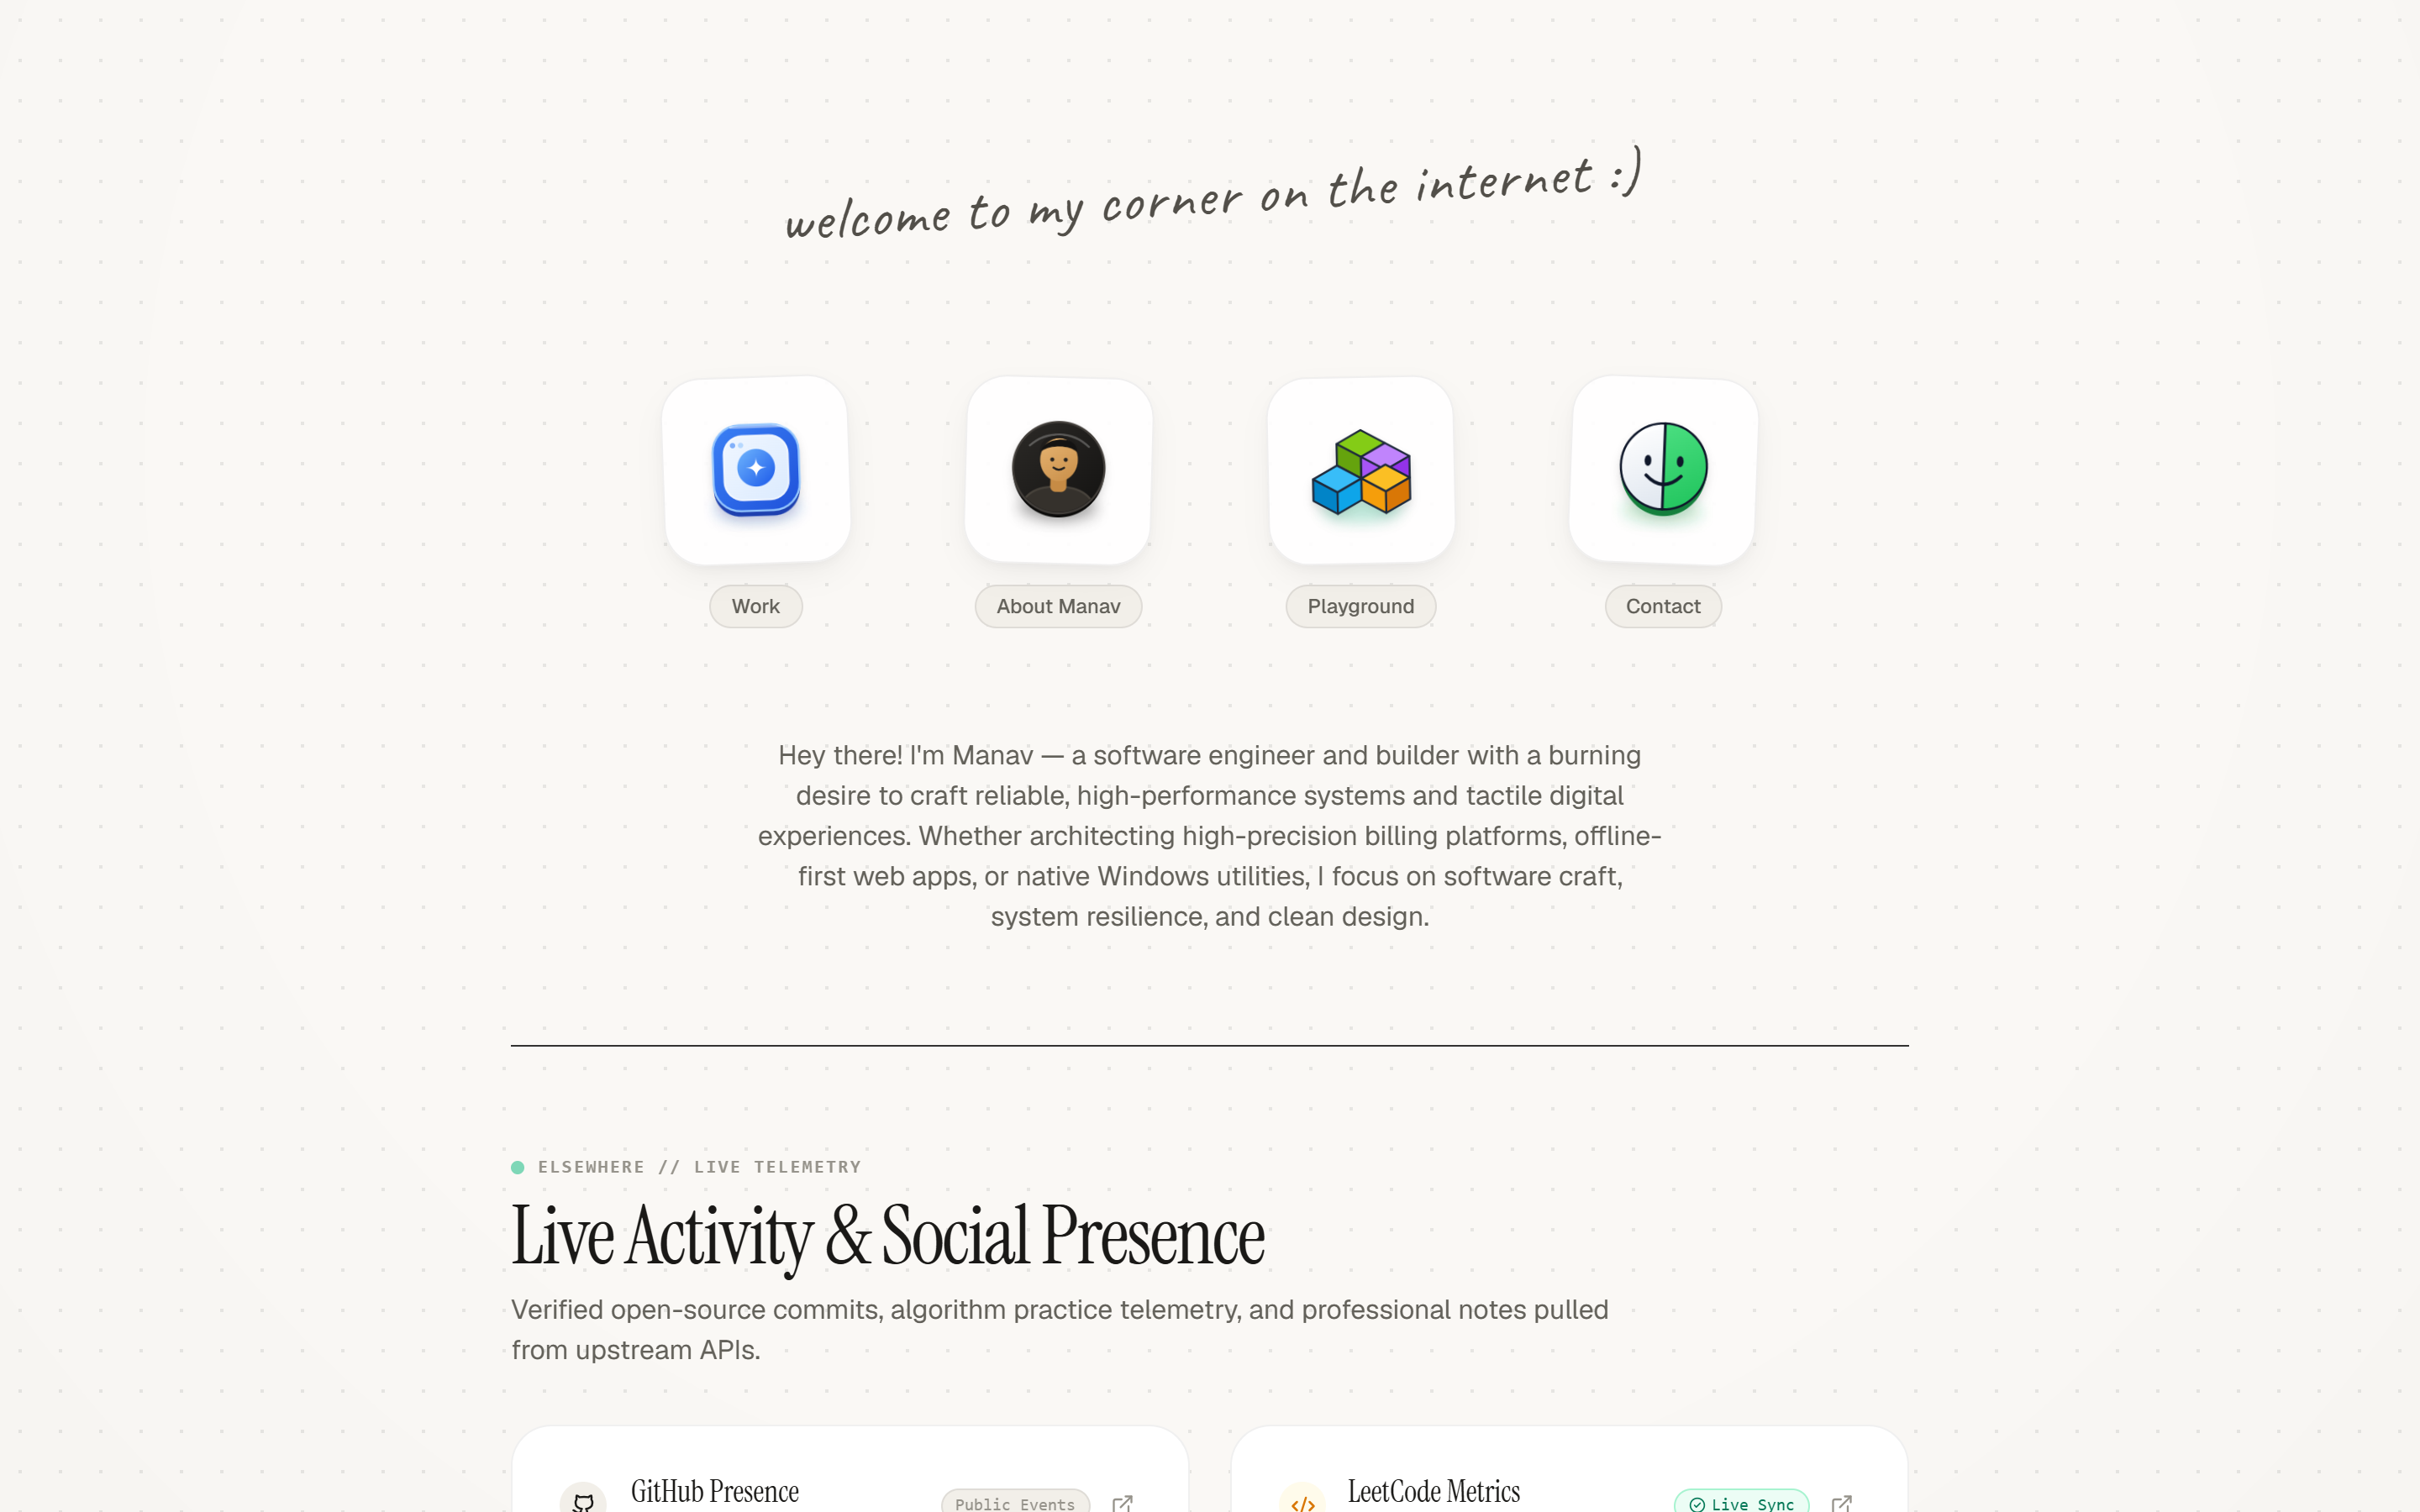 welcome to my corner on the internet :)
Work
About Manav
Playground
Contact
Hey there! I'm Manav — a software engineer and builder with a burning
desire to craft reliable, high-performance systems and tactile digital
experiences. Whether architecting high-precision billing platforms, offline-
first web apps, or native Windows utilities, I focus on software craft,
system resilience, and clean design.
ELSEWHERE // LIVE TELEMETRY
Live Activity & Social Presence
Verified open-source commits, algorithm practice telemetry, and professional notes pulled
from upstream APIs.
GitHub Presence
Public Events
LeetCode Metrics
Live Sync